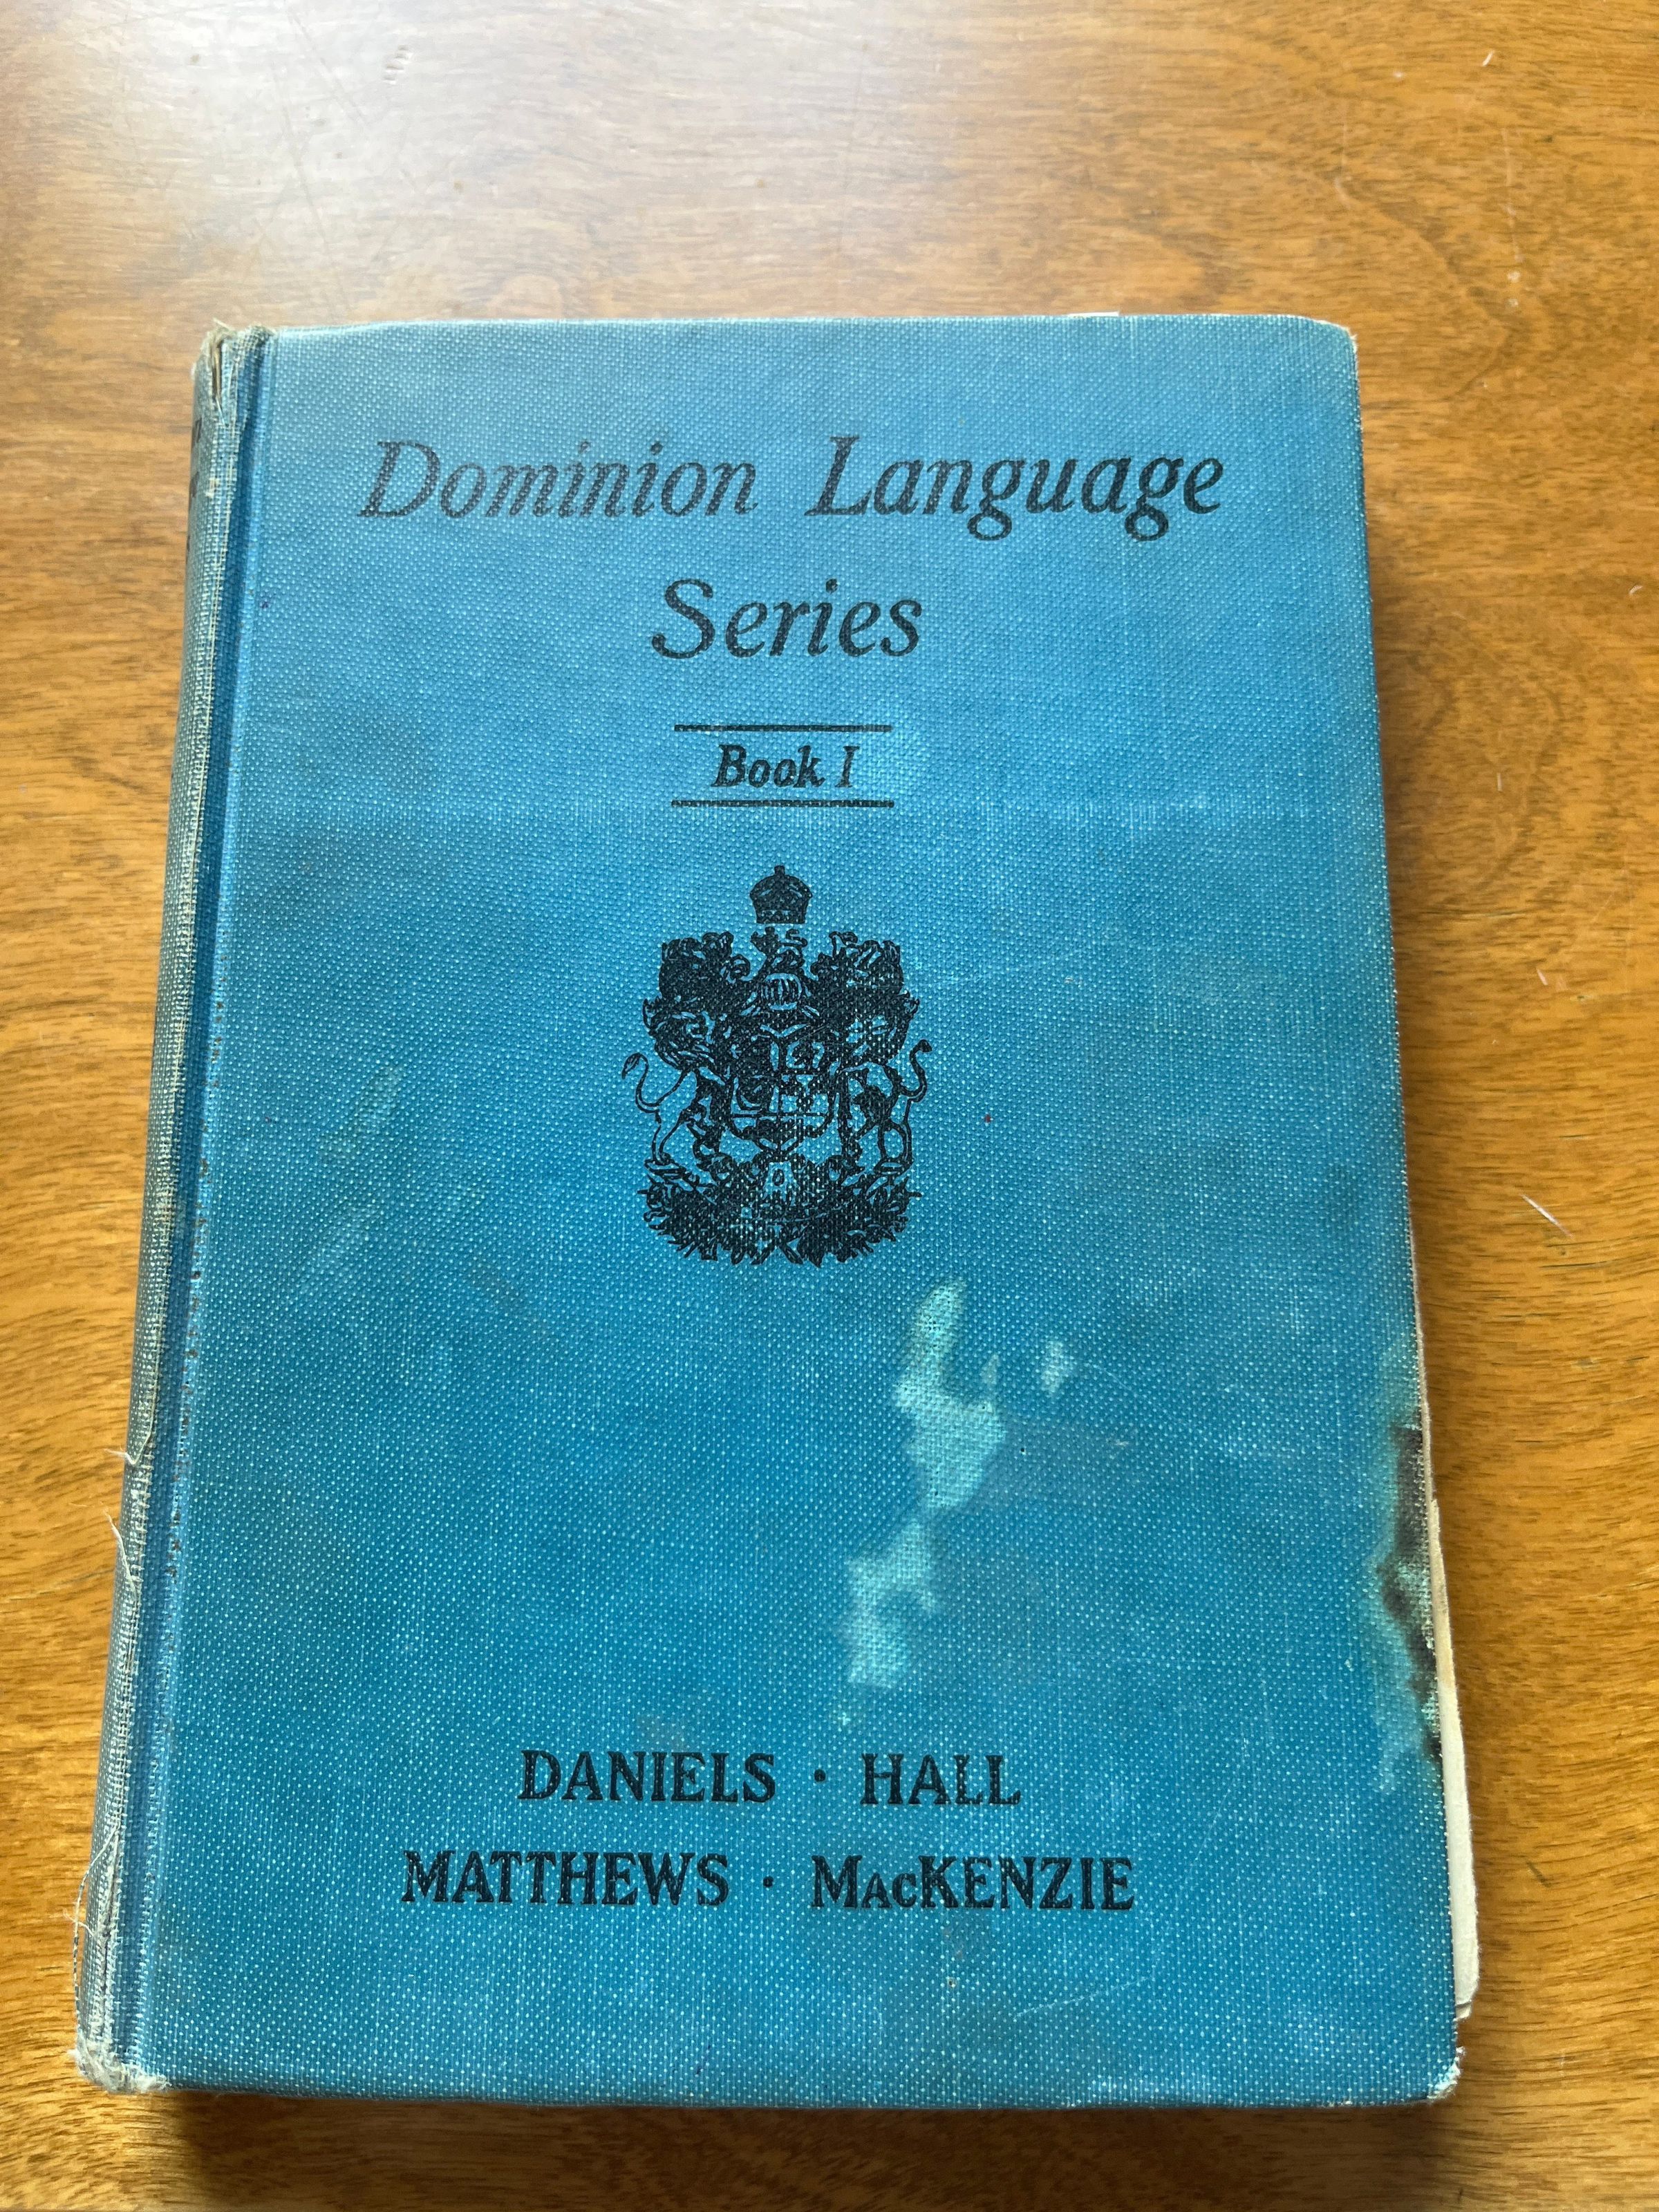 Dominion Language
Series
Book I
DANIELS · HALL
MATTHEWS · MACKENZIE